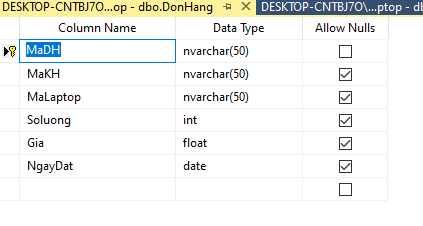 DESKTOP-CNTBJ7O...op - dbo.DonHang
DESKTOP-CNTBJ7O\...ptop - db
Column Name Data Type Allow Nulls
MaDH nvarchar(50)
MaKH nvarchar(50)
MaLaptop nvarchar(50)
Soluong int
Gia float
NgayDat date